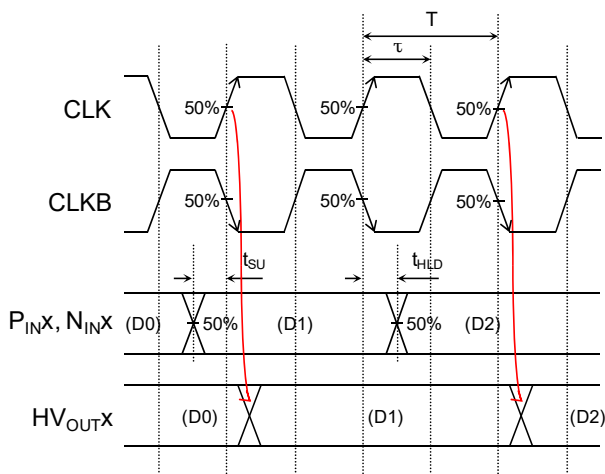 T
τ
CLK 50% 50% 50%
CLKB 50% 50% 50%
tSU tHLD
PINx, NINx (D0) 50% (D1) 50% (D2)
HVOUTx (D0) (D1) (D2)